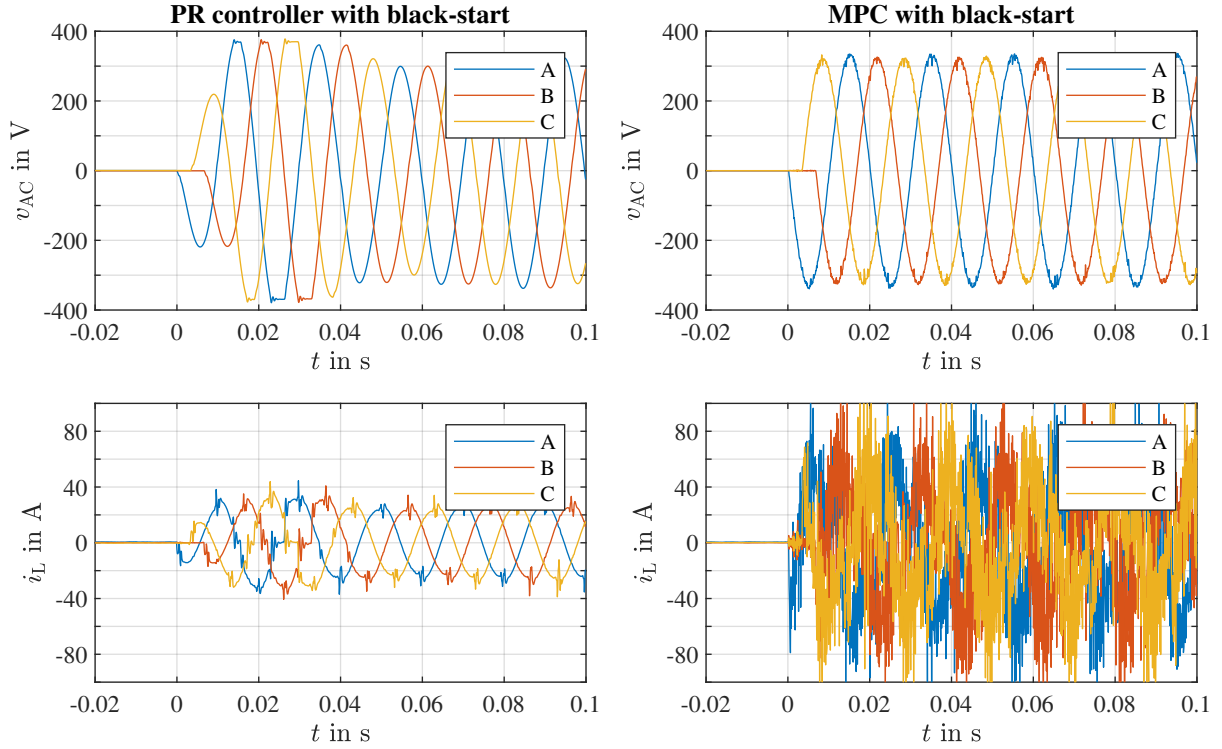 PR controller with black-start
400
200
0
-200
400
v_AC in V
-0.02 0 0.02 0.04 0.06 0.08 0.1
t in s
A
B
C
MPC with black-start
400
200
0
-200
-400
v_AC in V
-0.02 0 0.02 0.04 0.06 0.08 0.1
t in s
A
B
C
80
40
0
-40
-80
i_L in A
-0.02 0 0.02 0.04 0.06 0.08 0.1
t in s
A
B
C
80
40
0
-40
-80
i_L in A
-0.02 0 0.02 0.04 0.06 0.08 0.1
t in s
A
B
C